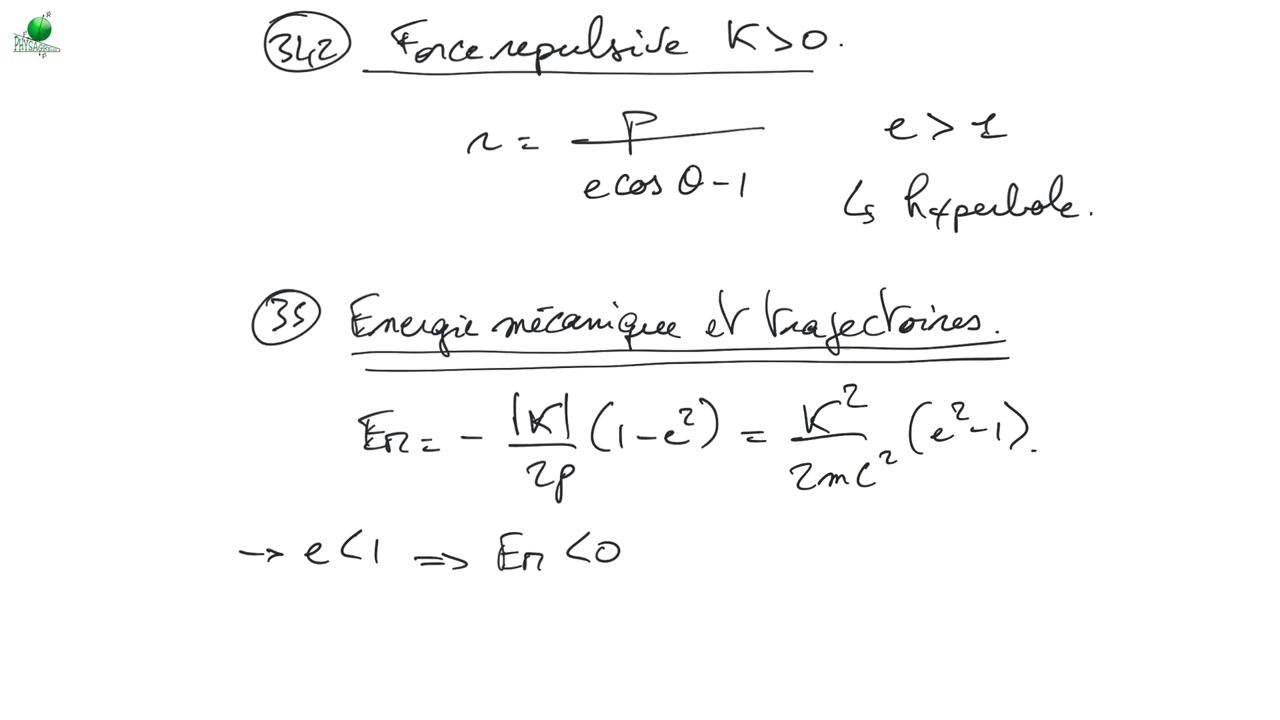 PHYSAGREG
342 Force repulsive K>0.
r = P / (e cos θ - 1) e > 1
↳ hyperbole.
35 Energie mécanique et trajectoires.
Em = - |K| / 2p (1-e²) = K² / 2mC² (e²-1).
→ e<1 ⇒ Em <0